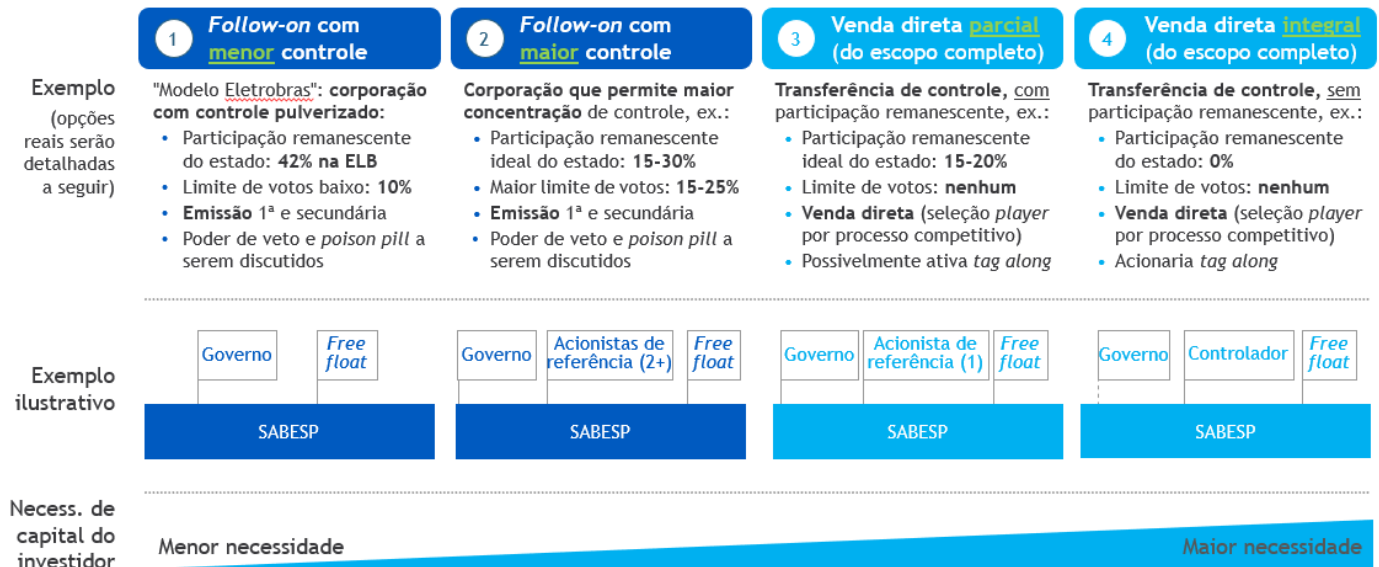 1
Follow-on com
menor controle
2
Follow-on com
maior controle
3
Venda direta parcial
(do escopo completo)
4
Venda direta integral
(do escopo completo)
Exemplo
(opções
reais serão
detalhadas
a seguir)
"Modelo Eletrobras": corporação
com controle pulverizado:
• Participação remanescente
do estado: 42% na ELB
• Limite de votos baixo: 10%
• Emissão 1ª e secundária
• Poder de veto e poison pill a
serem discutidos
Corporação que permite maior
concentração de controle, ex.:
• Participação remanescente
ideal do estado: 15-30%
• Maior limite de votos: 15-25%
• Emissão 1ª e secundária
• Poder de veto e poison pill a
serem discutidos
Transferência de controle, com
participação remanescente, ex.:
• Participação remanescente
ideal do estado: 15-20%
• Limite de votos: nenhum
• Venda direta (seleção player
por processo competitivo)
• Possivelmente ativa tag along
Transferência de controle, sem
participação remanescente, ex.:
• Participação remanescente
do estado: 0%
• Limite de votos: nenhum
• Venda direta (seleção player
por processo competitivo)
• Acionaria tag along
Exemplo
ilustrativo
Governo
Free
float
SABESP
Governo
Acionistas de
referência (2+)
Free
float
SABESP
Governo
Acionista de
referência (1)
Free
float
SABESP
Governo
Controlador
Free
float
SABESP
Necess. de
capital do
investidor
Menor necessidade
Maior necessidade